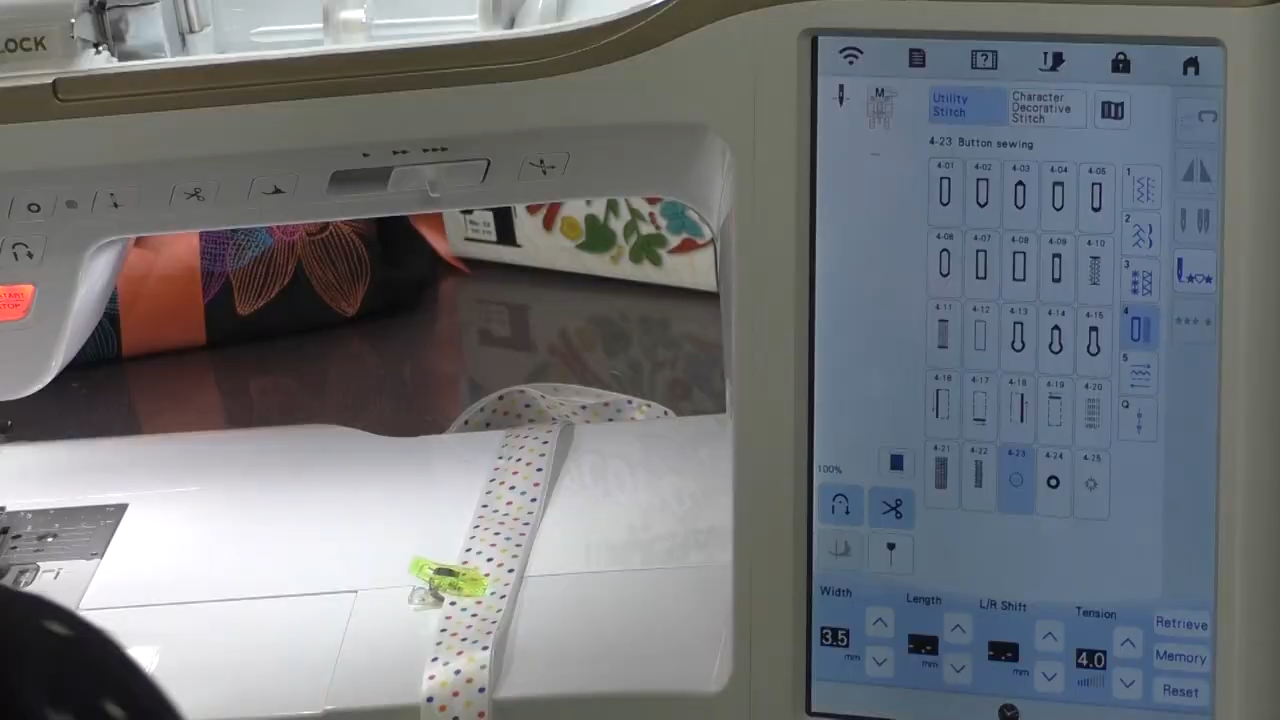 LOCK
START
STOP
M
Utility
Stitch
Character
Decorative
Stitch
4-23 Button sewing
4-01 4-02 4-03 4-04 4-05
4-06 4-07 4-08 4-09 4-10
4-11 4-12 4-13 4-14 4-15
4-16 4-17 4-18 4-19 4-20
4-21 4-22 4-23 4-24 4-25
1
2
3
4
5
Q
100%
Width Length L/R Shift Tension
3.5 mm
mm
mm
4.0
Retrieve
Memory
Reset